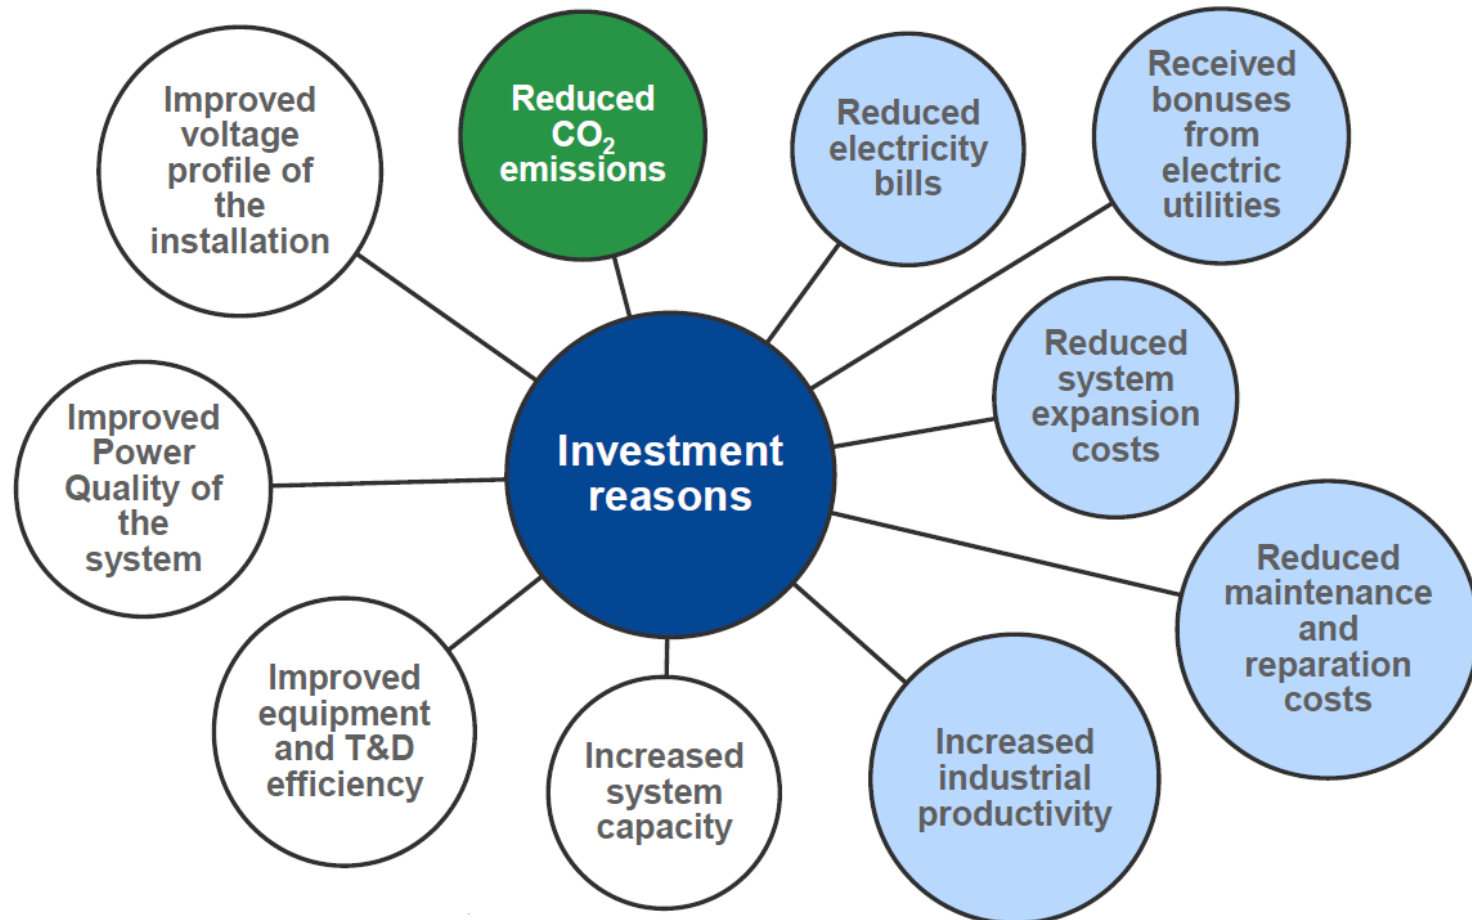 Improved
voltage
profile of
the
installation
Reduced
CO₂
emissions
Reduced
electricity
bills
Received
bonuses
from
electric
utilities
Reduced
system
expansion
costs
Improved
Power
Quality of
the
system
Investment
reasons
Reduced
maintenance
and
reparation
costs
Improved
equipment
and T&D
efficiency
Increased
system
capacity
Increased
industrial
productivity